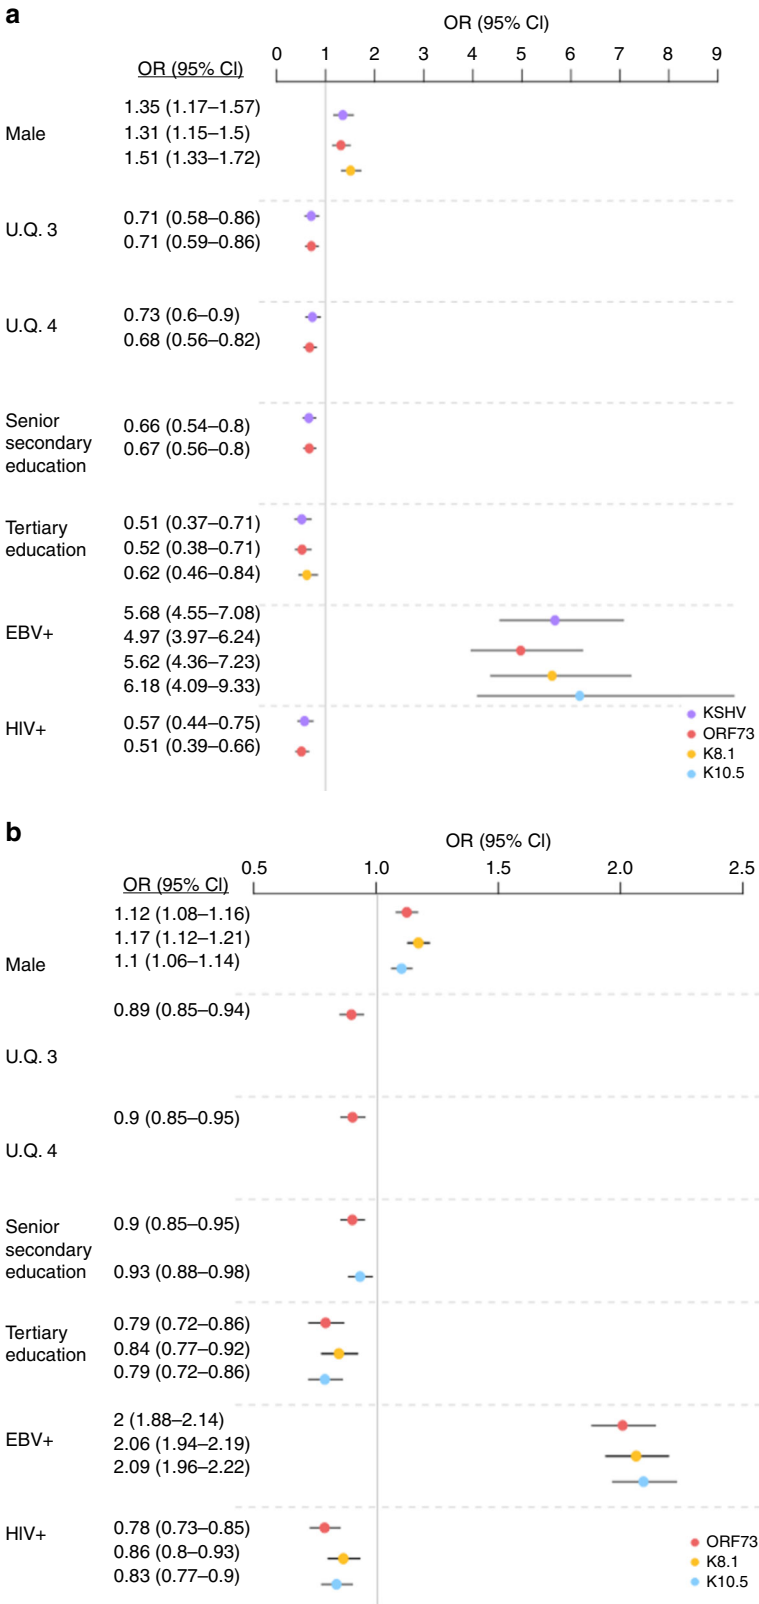 a
OR (95% CI)
0 1 2 3 4 5 6 7 8 9
OR (95% CI)
Male
1.35 (1.17–1.57)
1.31 (1.15–1.5)
1.51 (1.33–1.72)
U.Q. 3
0.71 (0.58–0.86)
0.71 (0.59–0.86)
U.Q. 4
0.73 (0.6–0.9)
0.68 (0.56–0.82)
Senior
secondary
education
0.66 (0.54–0.8)
0.67 (0.56–0.8)
Tertiary
education
0.51 (0.37–0.71)
0.52 (0.38–0.71)
0.62 (0.46–0.84)
EBV+
5.68 (4.55–7.08)
4.97 (3.97–6.24)
5.62 (4.36–7.23)
6.18 (4.09–9.33)
HIV+
0.57 (0.44–0.75)
0.51 (0.39–0.66)
KSHV
ORF73
K8.1
K10.5
b
OR (95% CI)
0.5 1.0 1.5 2.0 2.5
OR (95% CI)
Male
1.12 (1.08–1.16)
1.17 (1.12–1.21)
1.1 (1.06–1.14)
U.Q. 3
0.89 (0.85–0.94)
U.Q. 4
0.9 (0.85–0.95)
Senior
secondary
education
0.9 (0.85–0.95)
0.93 (0.88–0.98)
Tertiary
education
0.79 (0.72–0.86)
0.84 (0.77–0.92)
0.79 (0.72–0.86)
EBV+
2 (1.88–2.14)
2.06 (1.94–2.19)
2.09 (1.96–2.22)
HIV+
0.78 (0.73–0.85)
0.86 (0.8–0.93)
0.83 (0.77–0.9)
ORF73
K8.1
K10.5